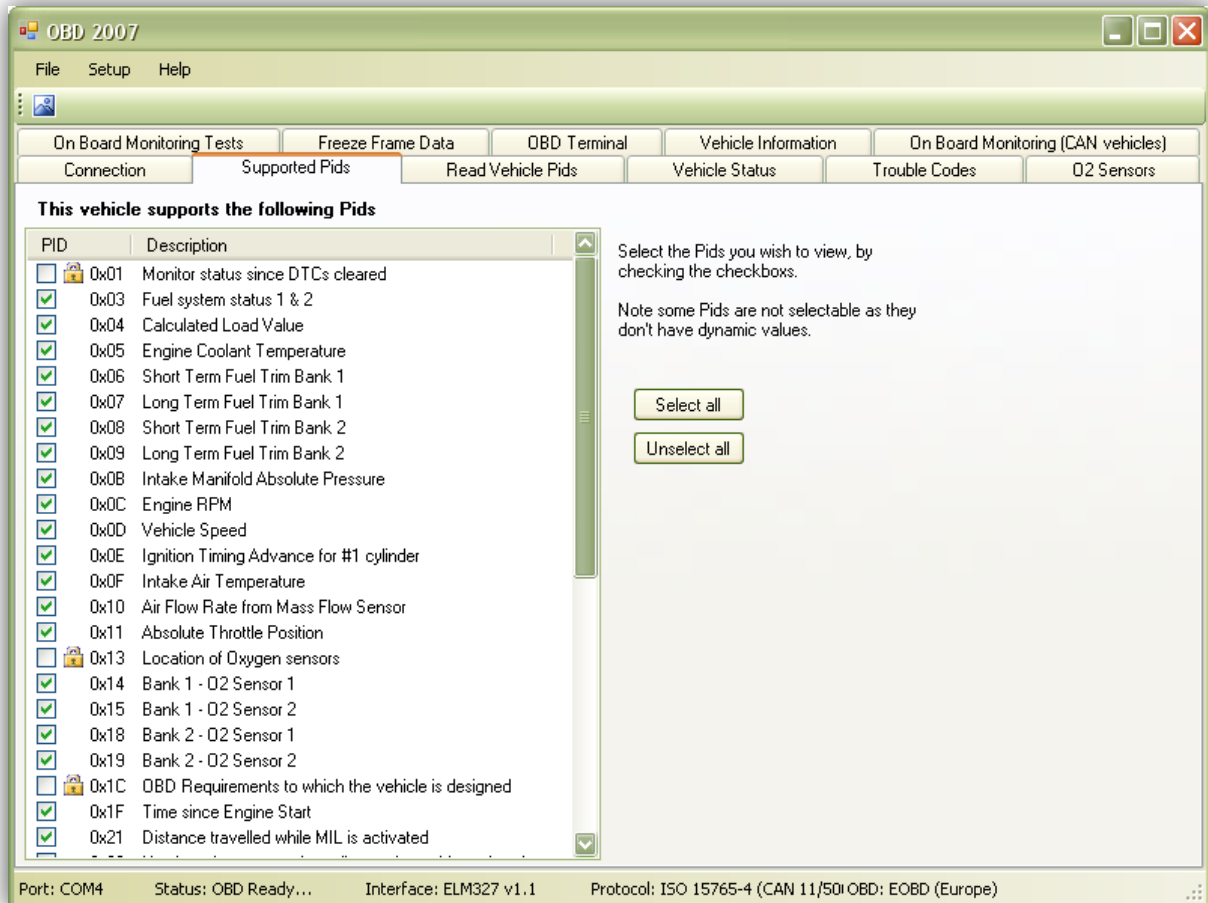 OBD 2007
File Setup Help
On Board Monitoring Tests Freeze Frame Data OBD Terminal Vehicle Information On Board Monitoring (CAN vehicles)
Connection Supported Pids Read Vehicle Pids Vehicle Status Trouble Codes O2 Sensors
This vehicle supports the following Pids
PID Description
0x01 Monitor status since DTCs cleared
0x03 Fuel system status 1 & 2
0x04 Calculated Load Value
0x05 Engine Coolant Temperature
0x06 Short Term Fuel Trim Bank 1
0x07 Long Term Fuel Trim Bank 1
0x08 Short Term Fuel Trim Bank 2
0x09 Long Term Fuel Trim Bank 2
0x0B Intake Manifold Absolute Pressure
0x0C Engine RPM
0x0D Vehicle Speed
0x0E Ignition Timing Advance for #1 cylinder
0x0F Intake Air Temperature
0x10 Air Flow Rate from Mass Flow Sensor
0x11 Absolute Throttle Position
0x13 Location of Oxygen sensors
0x14 Bank 1 - O2 Sensor 1
0x15 Bank 1 - O2 Sensor 2
0x18 Bank 2 - O2 Sensor 1
0x19 Bank 2 - O2 Sensor 2
0x1C OBD Requirements to which the vehicle is designed
0x1F Time since Engine Start
0x21 Distance travelled while MIL is activated
Select the Pids you wish to view, by
checking the checkboxs.
Note some Pids are not selectable as they
don't have dynamic values.
Select all
Unselect all
Port: COM4 Status: OBD Ready... Interface: ELM327 v1.1 Protocol: ISO 15765-4 (CAN 11/50 OBD: EOBD (Europe)